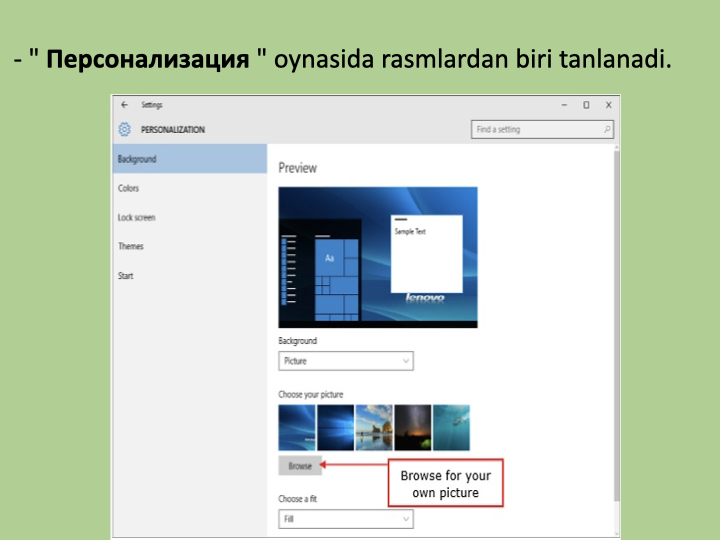 - " Персонализация " oynasida rasmlardan biri tanlanadi.
Settings
PERSONALIZATION
Find a setting
Background
Colors
Lock screen
Themes
Start
Preview
Sample Text
Aa
lenovo
Background
Picture
Choose your picture
Browse
Browse for your
own picture
Choose a fit
Fill